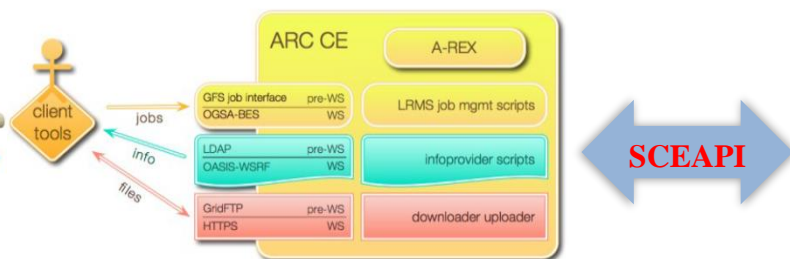 ARC CE
A-REX
client
tools
jobs
info
files
GFS job interface pre-WS
OGSA-BES WS
LRMS job mgmt scripts
LDAP pre-WS
OASIS-WSRF WS
infoprovider scripts
GridFTP pre-WS
HTTPS WS
downloader uploader
SCEAPI